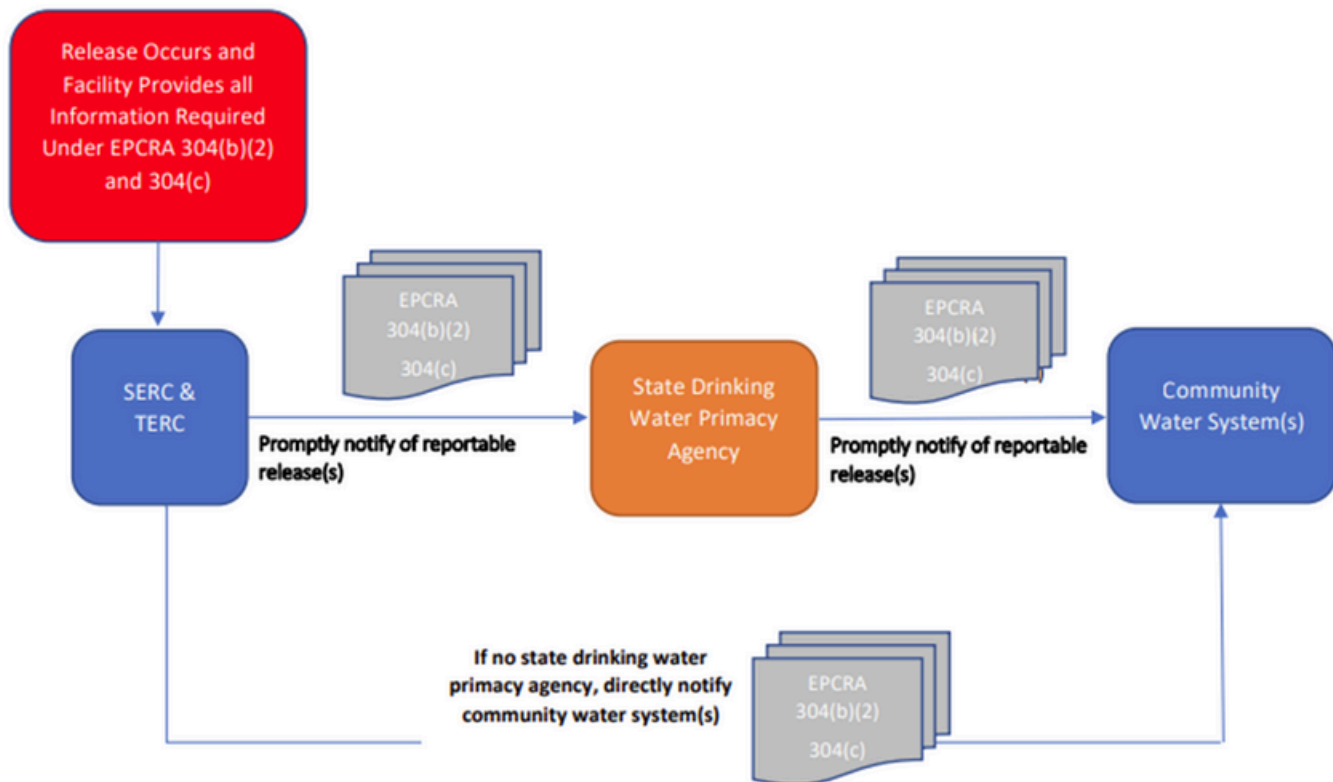 Release Occurs and
Facility Provides all
Information Required
Under EPCRA 304(b)(2)
and 304(c)
SERC &
TERC
EPCRA
304(b)(2)
304(c)
Promptly notify of reportable
release(s)
State Drinking
Water Primacy
Agency
EPCRA
304(b)(2)
304(c)
Promptly notify of reportable
release(s)
Community
Water System(s)
If no state drinking water
primacy agency, directly notify
community water system(s)
EPCRA
304(b)(2)
304(c)